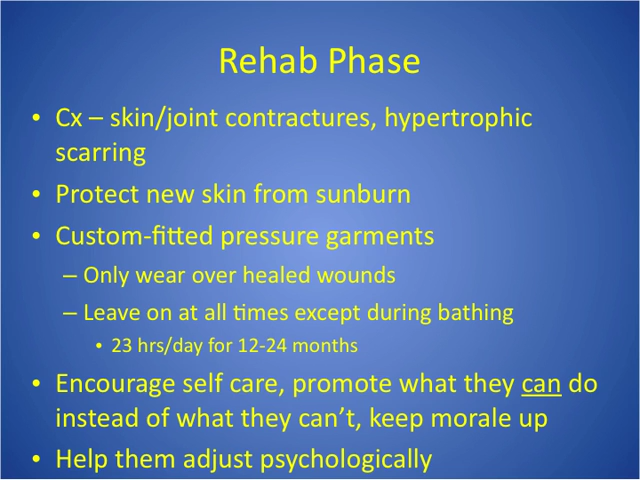 Rehab Phase
• Cx – skin/joint contractures, hypertrophic
scarring
• Protect new skin from sunburn
• Custom-fitted pressure garments
– Only wear over healed wounds
– Leave on at all times except during bathing
• 23 hrs/day for 12-24 months
• Encourage self care, promote what they can do
instead of what they can’t, keep morale up
• Help them adjust psychologically